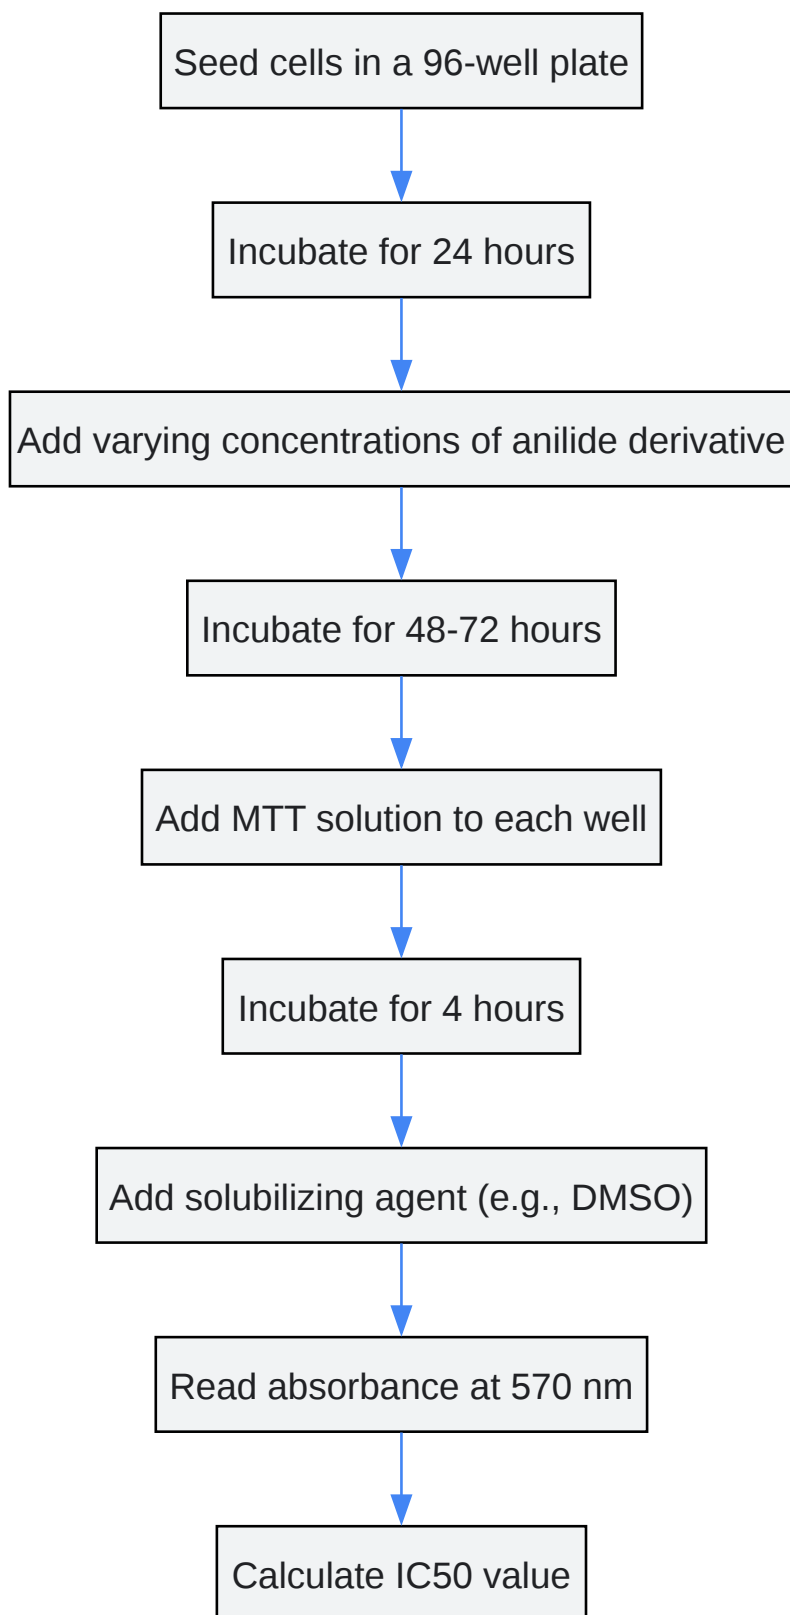 Seed cells in a 96-well plate
Incubate for 24 hours
Add varying concentrations of anilide derivative
Incubate for 48-72 hours
Add MTT solution to each well
Incubate for 4 hours
Add solubilizing agent (e.g., DMSO)
Read absorbance at 570 nm
Calculate IC50 value